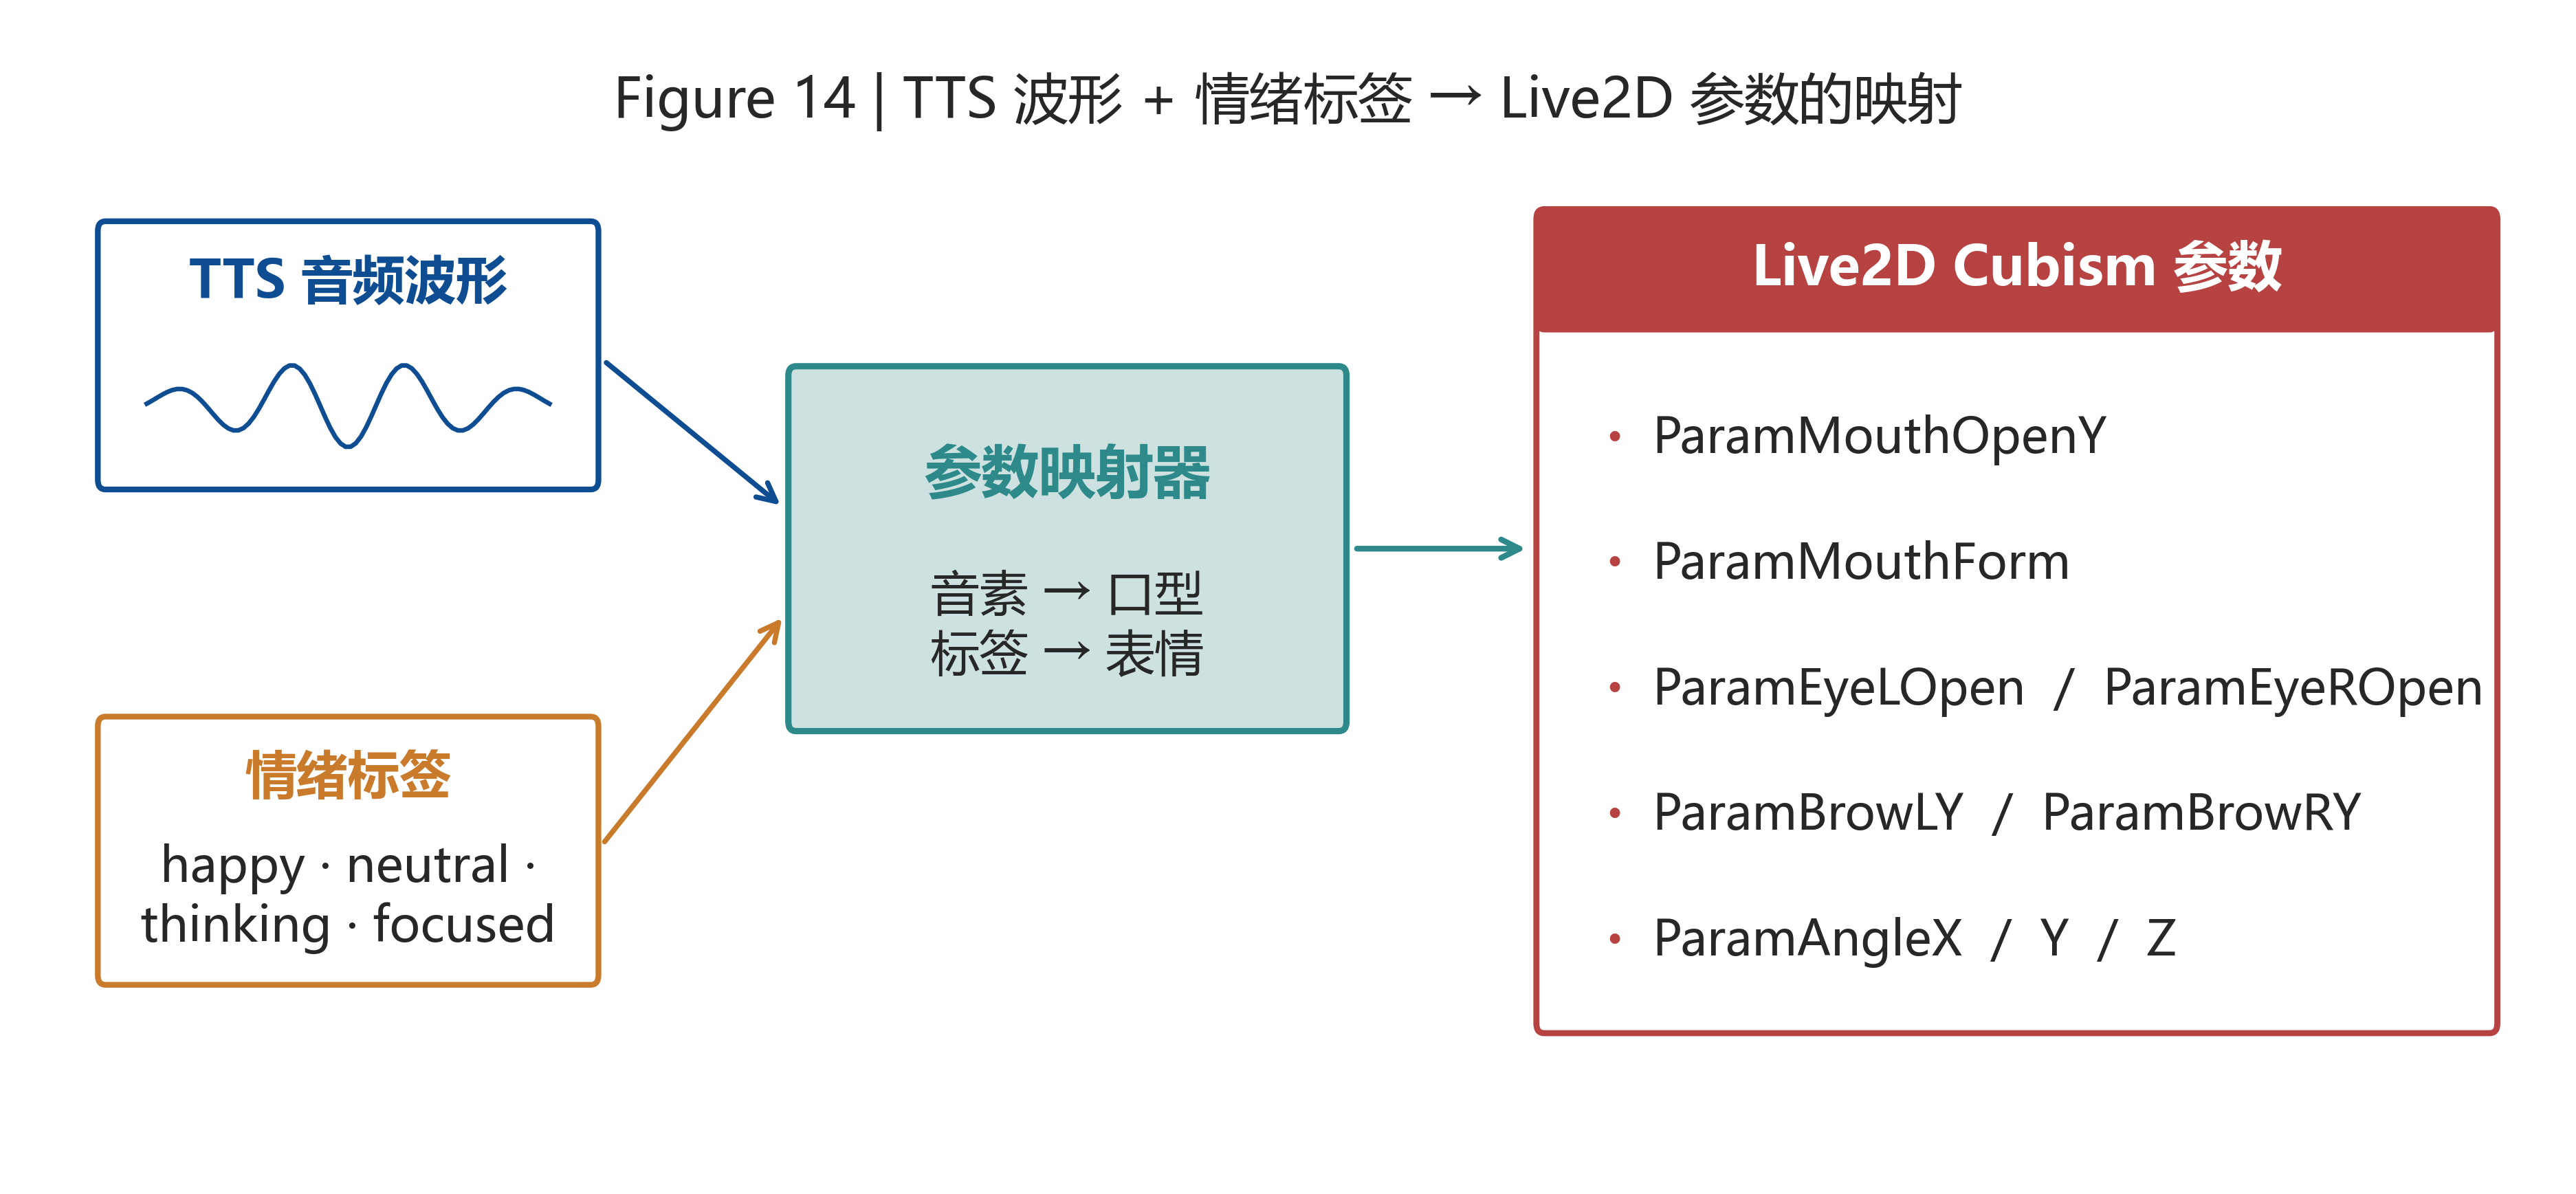 Figure 14 | TTS 波形 + 情绪标签 → Live2D 参数的映射
TTS 音频波形
情绪标签
happy · neutral ·
thinking · focused
参数映射器
音素 → 口型
标签 → 表情
Live2D Cubism 参数
• ParamMouthOpenY
• ParamMouthForm
• ParamEyeLOpen / ParamEyeROpen
• ParamBrowLY / ParamBrowRY
• ParamAngleX / Y / Z